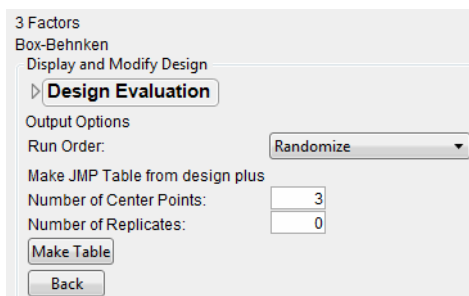 3 Factors
Box-Behnken
Display and Modify Design
Design Evaluation
Output Options
Run Order: Randomize
Make JMP Table from design plus
Number of Center Points: 3
Number of Replicates: 0
Make Table
Back